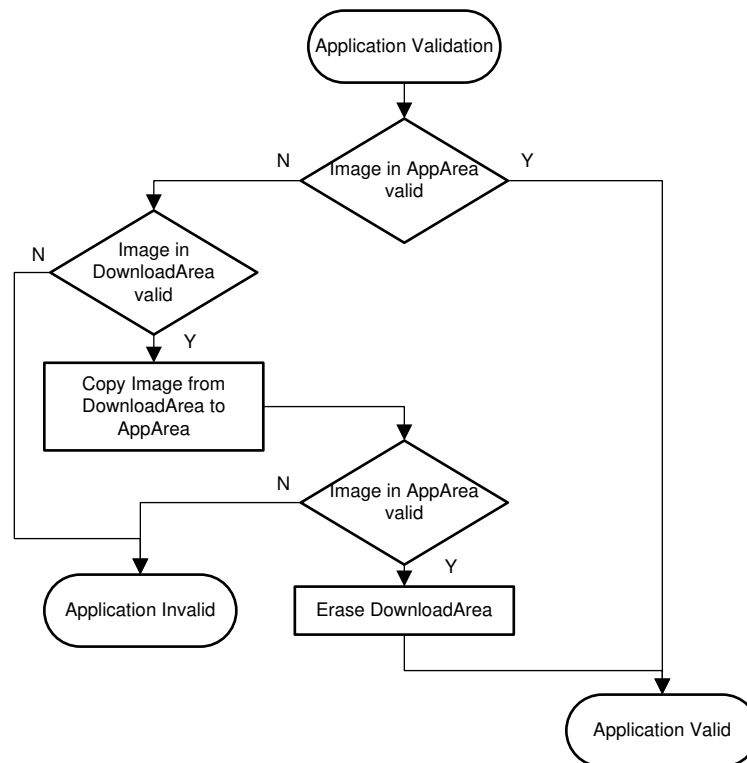 Application Validation
N
Image in AppArea
valid
Y
N
Image in
DownloadArea
valid
Y
Copy Image from
DownloadArea to
AppArea
N
Image in AppArea
valid
Y
Application Invalid
Erase DownloadArea
Application Valid